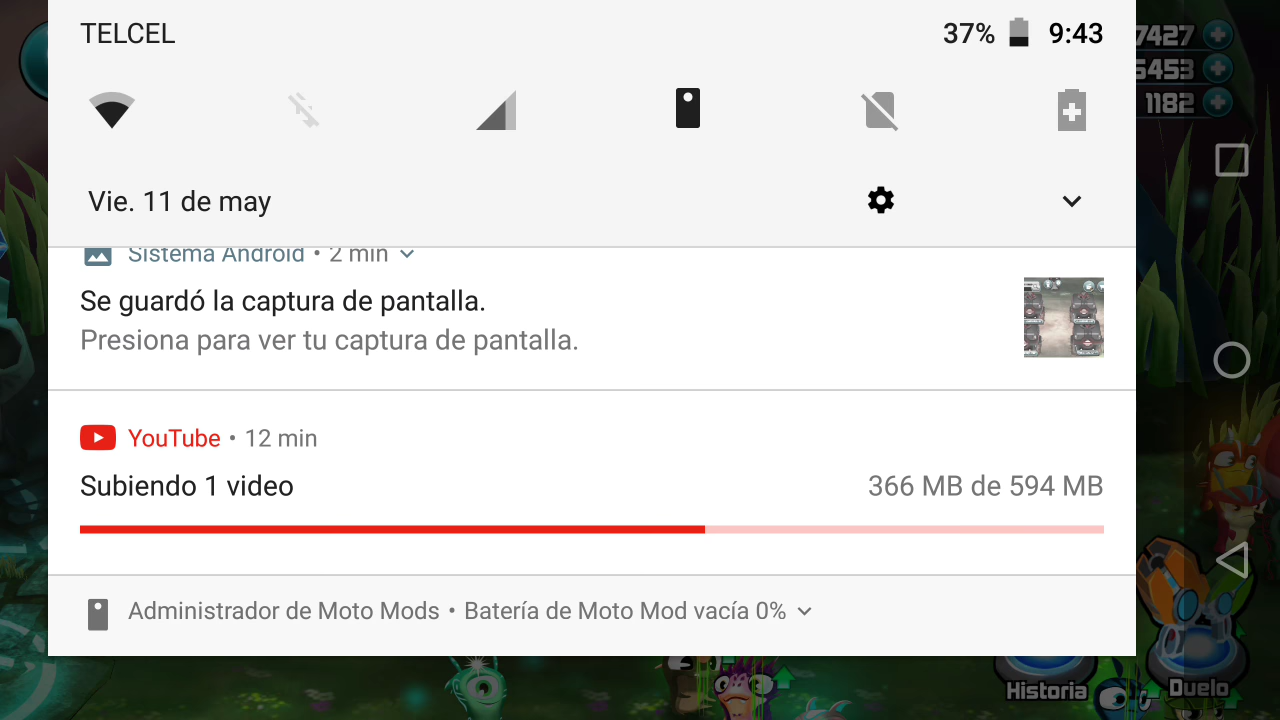 TELCEL 37% 9:43
7427
6453
1182
Vie. 11 de may
Sistema Android • 2 min
Se guardó la captura de pantalla.
Presiona para ver tu captura de pantalla.
YouTube • 12 min
Subiendo 1 video 366 MB de 594 MB
Administrador de Moto Mods • Batería de Moto Mod vacía 0%
Historia Duelo